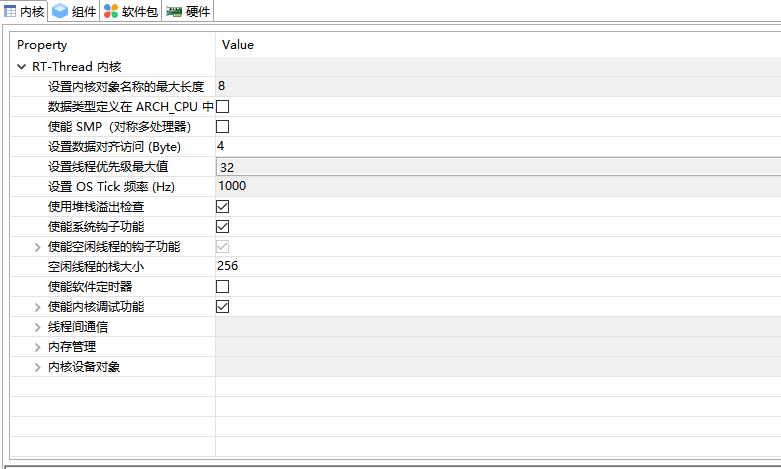 内核 组件 软件包 硬件
Property Value
RT-Thread 内核
设置内核对象名称的最大长度 8
数据类型定义在 ARCH_CPU 中
使能 SMP（对称多处理器）
设置数据对齐访问 (Byte) 4
设置线程优先级最大值 32
设置 OS Tick 频率 (Hz) 1000
使用堆栈溢出检查
使能系统钩子功能
使能空闲线程的钩子功能
空闲线程的栈大小 256
使能软件定时器
使能内核调试功能
线程间通信
内存管理
内核设备对象